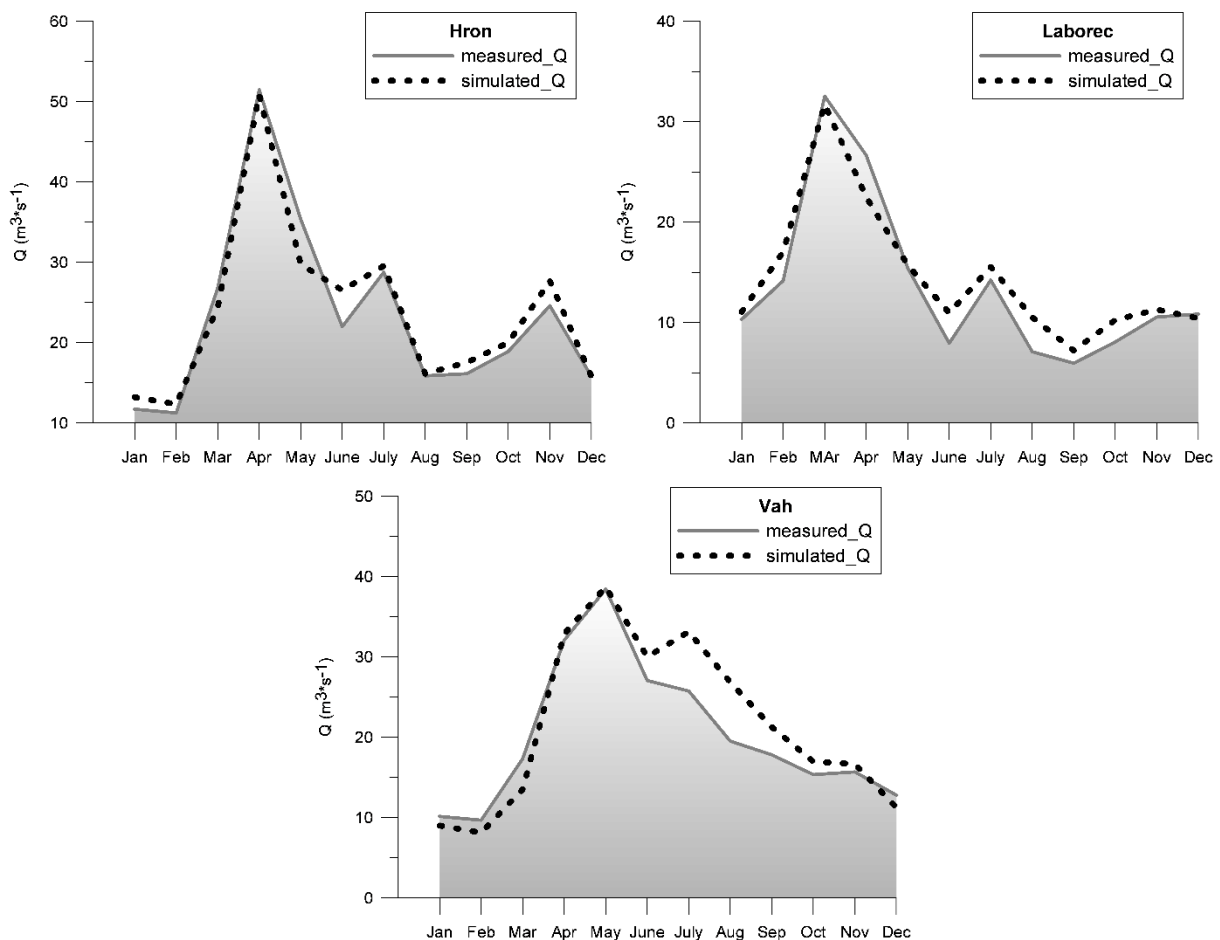 Hron
measured_Q
simulated_Q
60
50
40
30
20
10
Q (m3*s-1)
Jan Feb Mar Apr May June July Aug Sep Oct Nov Dec
Laborec
measured_Q
simulated_Q
40
30
20
10
0
Q (m3*s-1)
Jan Feb MAr Apr May June July Aug Sep Oct Nov Dec
Vah
measured_Q
simulated_Q
50
40
30
20
10
0
Q (m3*s-1)
Jan Feb Mar Apr May June July Aug Sep Oct Nov Dec